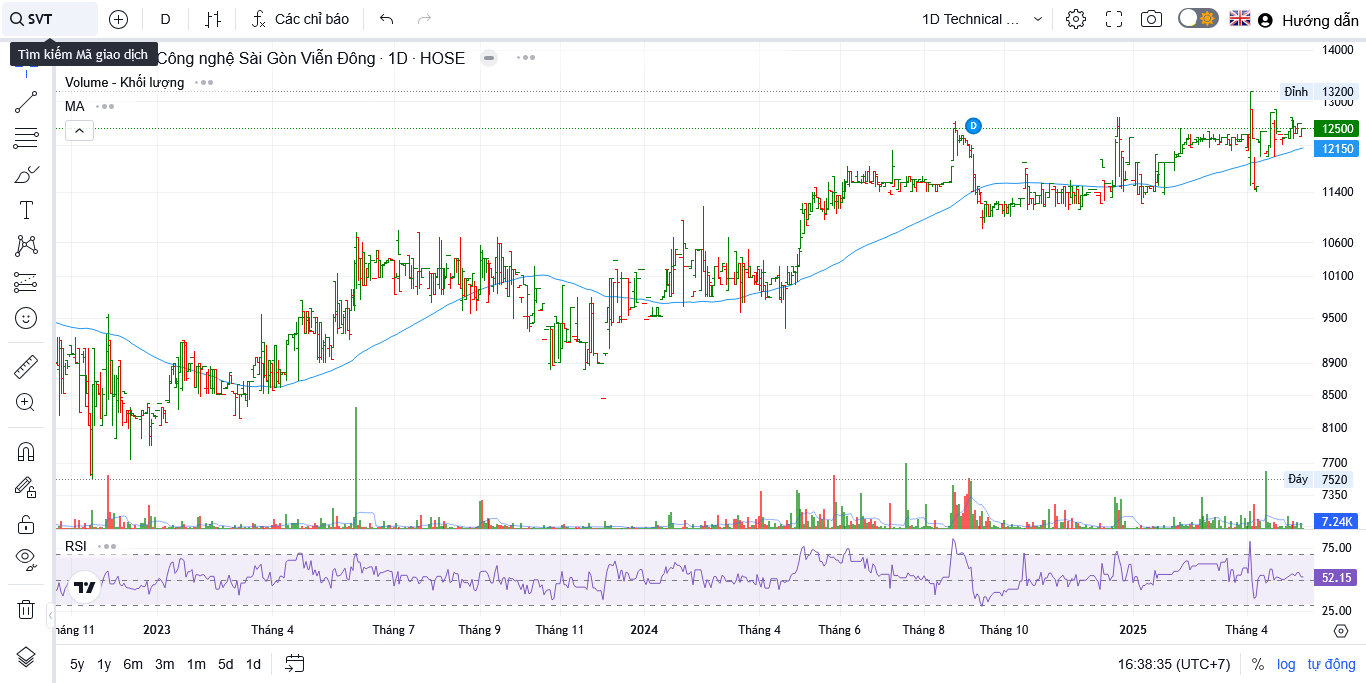 SVT
D
Các chỉ báo
1D Technical ...
Hướng dẫn
Tìm kiếm Mã giao dịch
Công nghệ Sài Gòn Viễn Đông · 1D · HOSE
Volume - Khối lượng
MA
14000
Đỉnh 13200
13000
D
12500
12150
11400
10600
10100
9500
8900
8500
8100
7700
Đáy 7520
7350
7.24K
RSI
75.00
52.15
25.00
háng 11 2023 Tháng 4 Tháng 7 Tháng 9 Tháng 11 2024 Tháng 4 Tháng 6 Tháng 8 Tháng 10 2025 Tháng 4
5y 1y 6m 3m 1m 5d 1d
16:38:35 (UTC+7) % log tự động